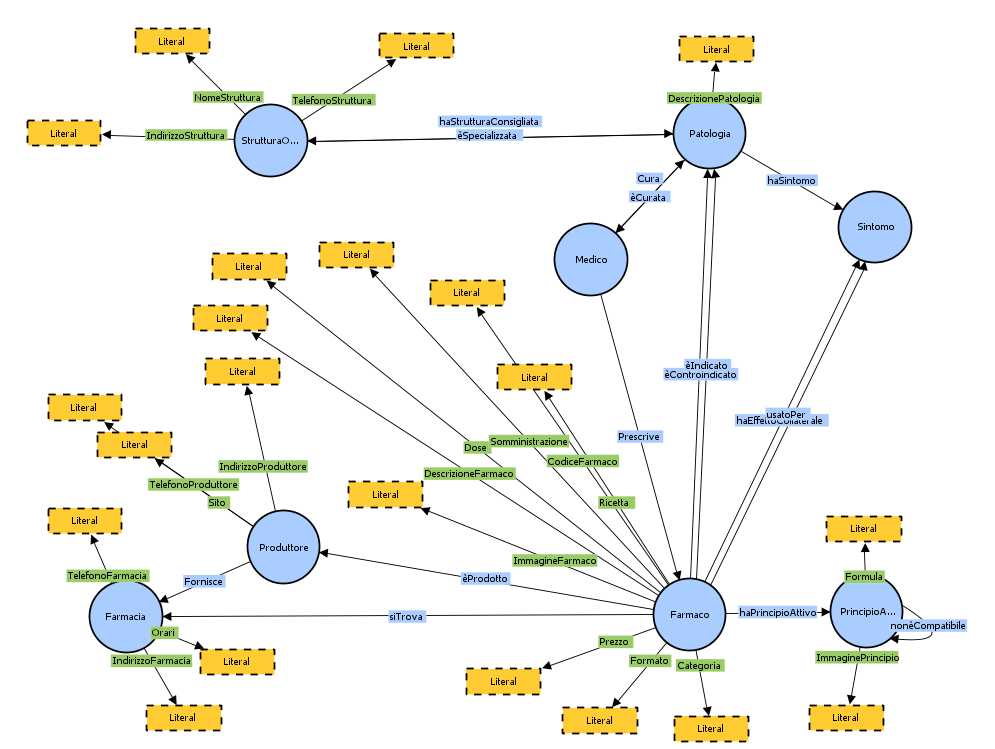 Literal
Literal
Literal
NomeStruttura
TelefonoStruttura
DescrizionePatologia
haStrutturaConsigliata
Literal
IndirizzoStruttura
StrutturaO...
èSpecializzata
Patologia
Cura
haSintomo
èCurata
Sintomo
Medico
Literal
Literal
Literal
Literal
Literal
Literal
èIndicato
èControindicato
Literal
Literal
usatoPer
haEffettoCollaterale
Literal
Prescrive
Somministrazione
Dose
CodiceFarmaco
IndirizzoProduttore
DescrizioneFarmaco
TelefonoProduttore
Literal
Sito
Ricetta
Literal
Literal
Produttore
ImmagineFarmaco
TelefonoFarmacia
Fornisce
èProdotto
Formula
Farmacia
siTrova
Farmaco
haPrincipioAttivo
PrincipioA...
nonèCompatibile
Orari
Prezzo
IndirizzoFarmacia
Literal
Formato
Categoria
ImmaginePrincipio
Literal
Literal
Literal
Literal
Literal